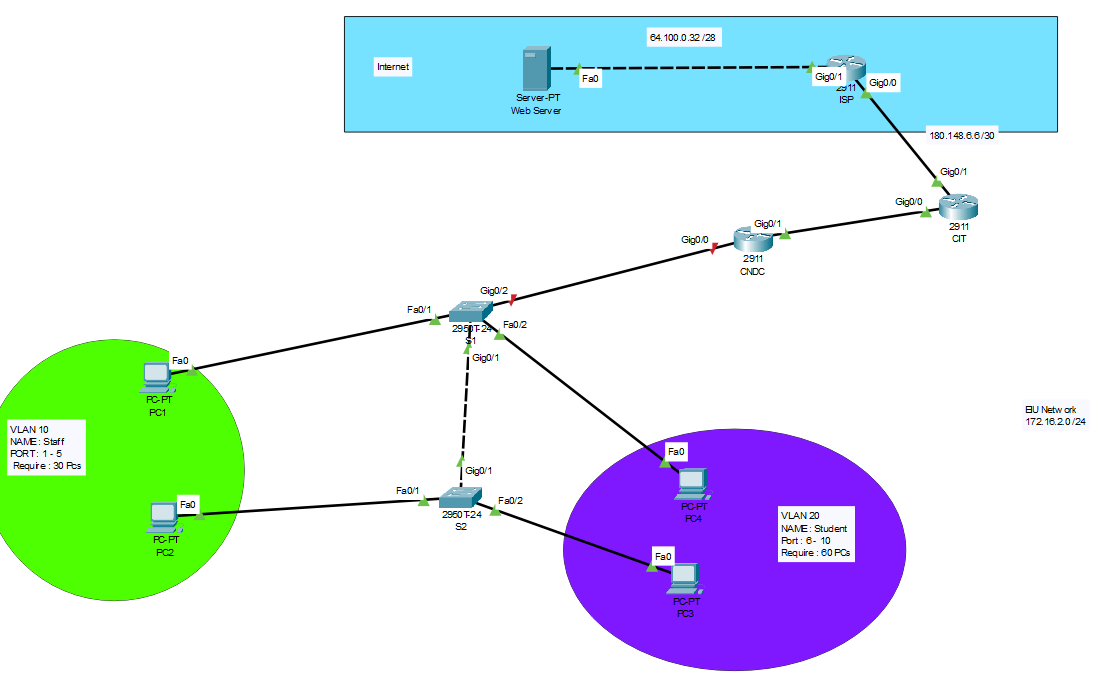 64.100.0.32 /28
Internet
Fa0
Gig0/1
Gig0/0
2911
ISP
Server-PT
Web Server
180.148.6.6 /30
Gig0/1
Gig0/0
2911
CIT
Gig0/1
Gig0/0
2911
CNDC
Gig0/2
Fa0/1
2950T-24
S1
Fa0/2
Gig0/1
Fa0
PC-PT
PC1
VLAN 10
NAME : Staff
PORT : 1 - 5
Require : 30 Pcs
EIU Network
172.16.2.0 /24
Fa0
PC-PT
PC2
Gig0/1
Fa0/1
Fa0/2
2950T-24
S2
Fa0
PC-PT
PC4
VLAN 20
NAME : Student
Port : 6 - 10
Require : 60 PCs
Fa0
PC-PT
PC3